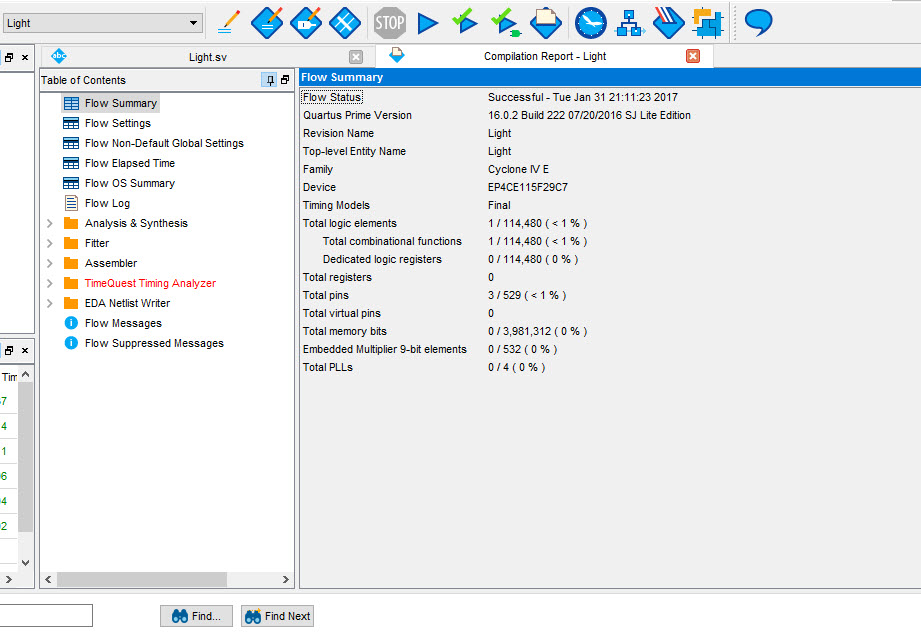 Light
STOP
abc
Light.sv
Compilation Report - Light
Table of Contents
Flow Summary
Flow Settings
Flow Non-Default Global Settings
Flow Elapsed Time
Flow OS Summary
Flow Log
Analysis & Synthesis
Fitter
Assembler
TimeQuest Timing Analyzer
EDA Netlist Writer
Flow Messages
Flow Suppressed Messages
Flow Summary
Flow Status Successful - Tue Jan 31 21:11:23 2017
Quartus Prime Version 16.0.2 Build 222 07/20/2016 SJ Lite Edition
Revision Name Light
Top-level Entity Name Light
Family Cyclone IV E
Device EP4CE115F29C7
Timing Models Final
Total logic elements 1 / 114,480 ( < 1 % )
Total combinational functions 1 / 114,480 ( < 1 % )
Dedicated logic registers 0 / 114,480 ( 0 % )
Total registers 0
Total pins 3 / 529 ( < 1 % )
Total virtual pins 0
Total memory bits 0 / 3,981,312 ( 0 % )
Embedded Multiplier 9-bit elements 0 / 532 ( 0 % )
Total PLLs 0 / 4 ( 0 % )
Tim
4
1
Find...
Find Next